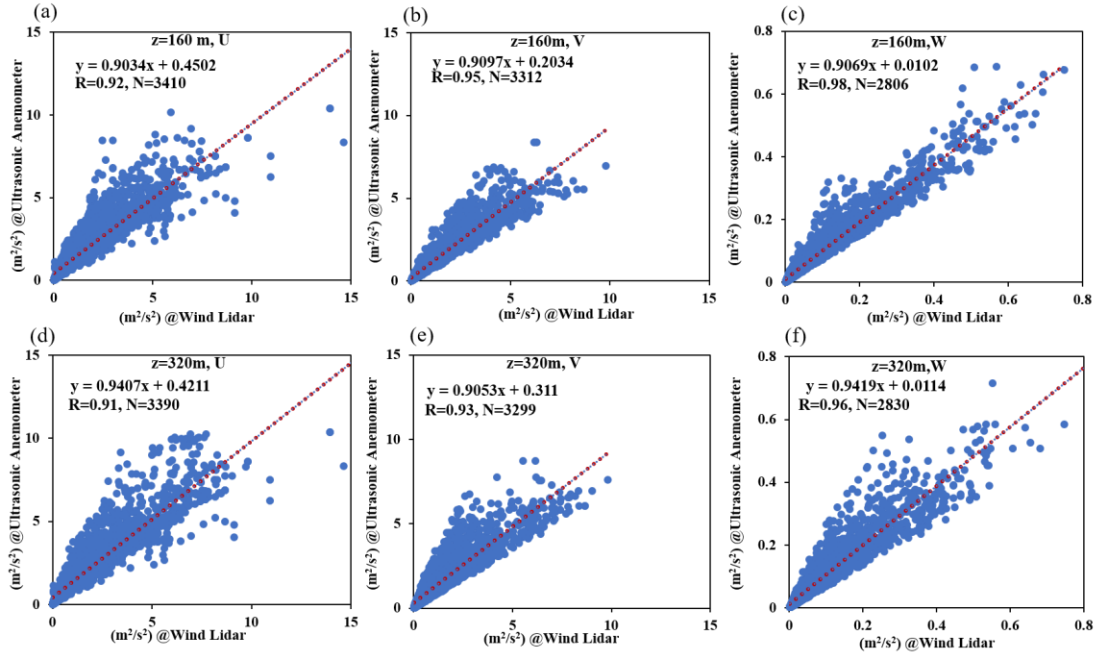 (a)
15
z=160 m, U
y = 0.9034x + 0.4502
R=0.92, N=3410
10
5
0
0
5
10
15
(m²/s²) @Ultrasonic Anemometer
(m²/s²) @Wind Lidar
(b)
15
z=160m, V
y = 0.9097x + 0.2034
R=0.95, N=3312
10
5
0
0
5
10
15
(m²/s²) @Ultrasonic Anemometer
(m²/s²) @Wind Lidar
(c)
0.8
z=160m,W
y = 0.9069x + 0.0102
R=0.98, N=2806
0.6
0.4
0.2
0
0
0.2
0.4
0.6
0.8
(m²/s²) @Ultrasonic Anemometer
(m²/s²) @Wind Lidar
(d)
15
z=320m, U
y = 0.9407x + 0.4211
R=0.91, N=3390
10
5
0
0
5
10
15
(m²/s²) @Ultrasonic Anemometer
(m²/s²) @Wind Lidar
(e)
15
z=320m, V
y = 0.9053x + 0.311
R=0.93, N=3299
10
5
0
0
5
10
15
(m²/s²) @Ultrasonic Anemometer
(m²/s²) @Wind Lidar
(f)
0.8
z=320m,W
y = 0.9419x + 0.0114
R=0.96, N=2830
0.6
0.4
0.2
0
0
0.2
0.4
0.6
0.8
(m²/s²) @Ultrasonic Anemometer
(m²/s²) @Wind Lidar